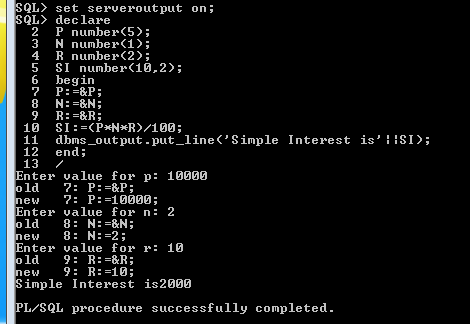 SQL> set serveroutput on;
SQL> declare
  2  P number(5);
  3  N number(1);
  4  R number(2);
  5  SI number(10,2);
  6  begin
  7  P:=&P;
  8  N:=&N;
  9  R:=&R;
 10  SI:=(P*N*R)/100;
 11  dbms_output.put_line('Simple Interest is'||SI);
 12  end;
 13  /
Enter value for p: 10000
old   7: P:=&P;
new   7: P:=10000;
Enter value for n: 2
old   8: N:=&N;
new   8: N:=2;
Enter value for r: 10
old   9: R:=&R;
new   9: R:=10;
Simple Interest is2000
PL/SQL procedure successfully completed.